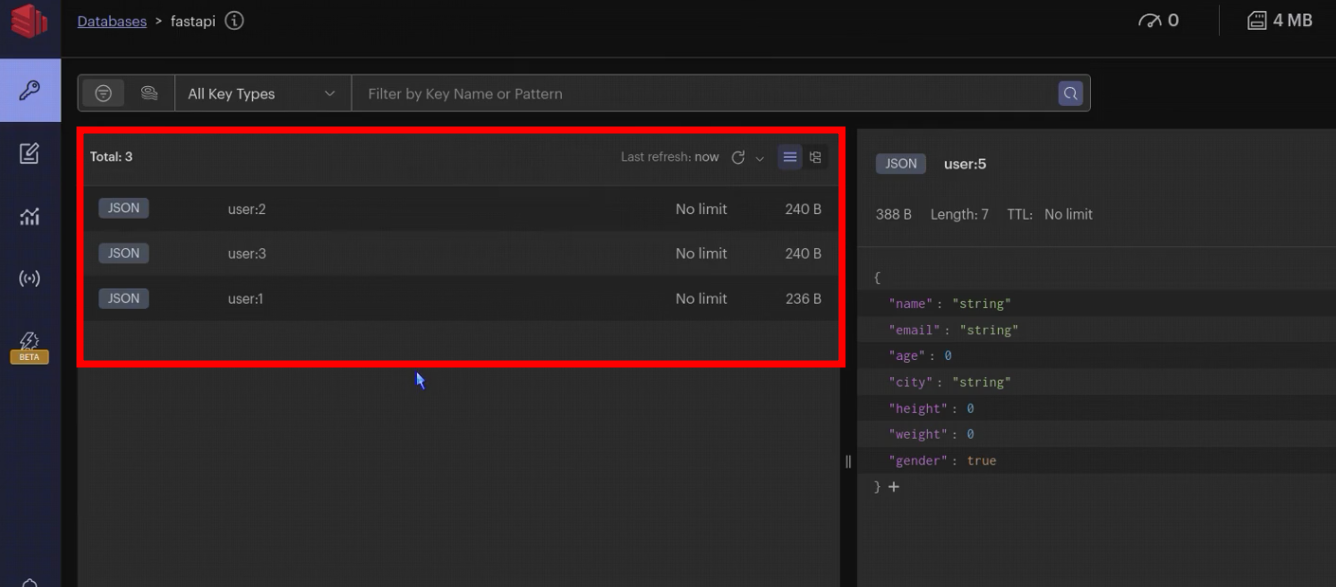 Databases > fastapi
0
4 MB
All Key Types
Filter by Key Name or Pattern
Total: 3
Last refresh: now
JSON user:2 No limit 240 B
JSON user:3 No limit 240 B
JSON user:1 No limit 236 B
BETA
JSON user:5
388 B Length: 7 TTL: No limit
{
"name" : "string"
"email" : "string"
"age" : 0
"city" : "string"
"height" : 0
"weight" : 0
"gender" : true
} +